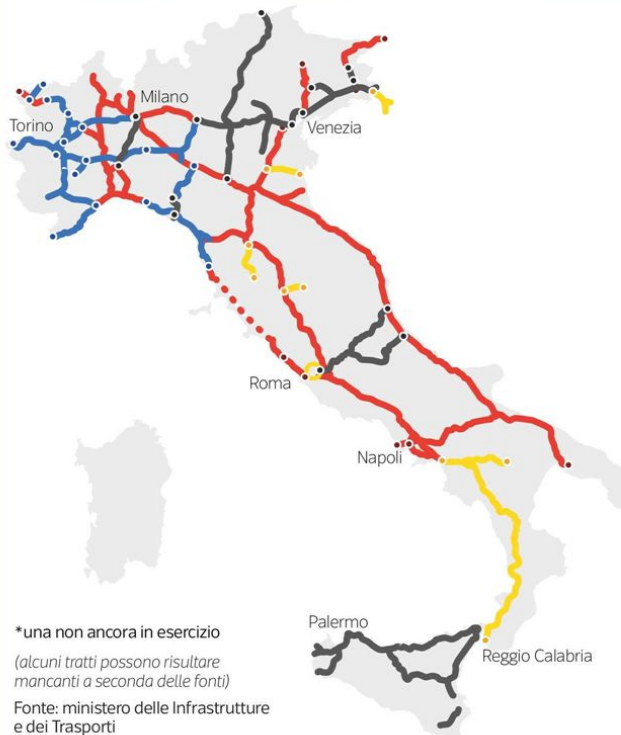 Milano
Torino
Venezia
Roma
Napoli
*una non ancora in esercizio
(alcuni tratti possono risultare
mancanti a seconda delle fonti)
Fonte: ministero delle Infrastrutture
e dei Trasporti
Palermo
Reggio Calabria